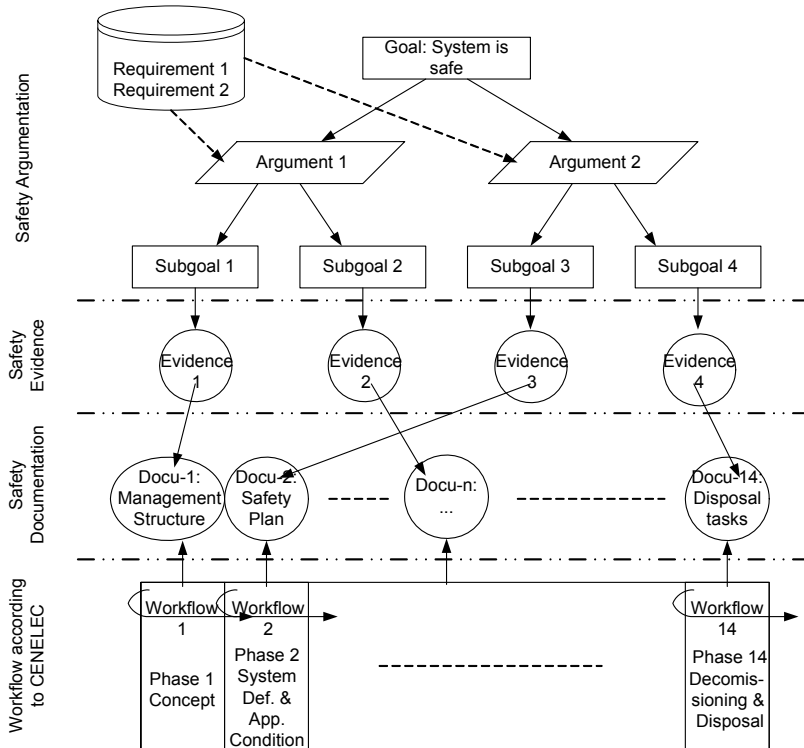 Safety Argumentation
Requirement 1
Requirement 2
Goal: System is
safe
Argument 1
Argument 2
Subgoal 1
Subgoal 2
Subgoal 3
Subgoal 4
Safety
Evidence
Evidence
1
Evidence
2
Evidence
3
Evidence
4
Safety
Documentation
Docu-1:
Management
Structure
Docu-2:
Safety
Plan
Docu-n:
...
Docu-14:
Disposal
tasks
Workflow according
to CENELEC
Workflow
1
Phase 1
Concept
Workflow
2
Phase 2
System
Def. &
App.
Condition
Workflow
14
Phase 14
Decomis-
sioning &
Disposal